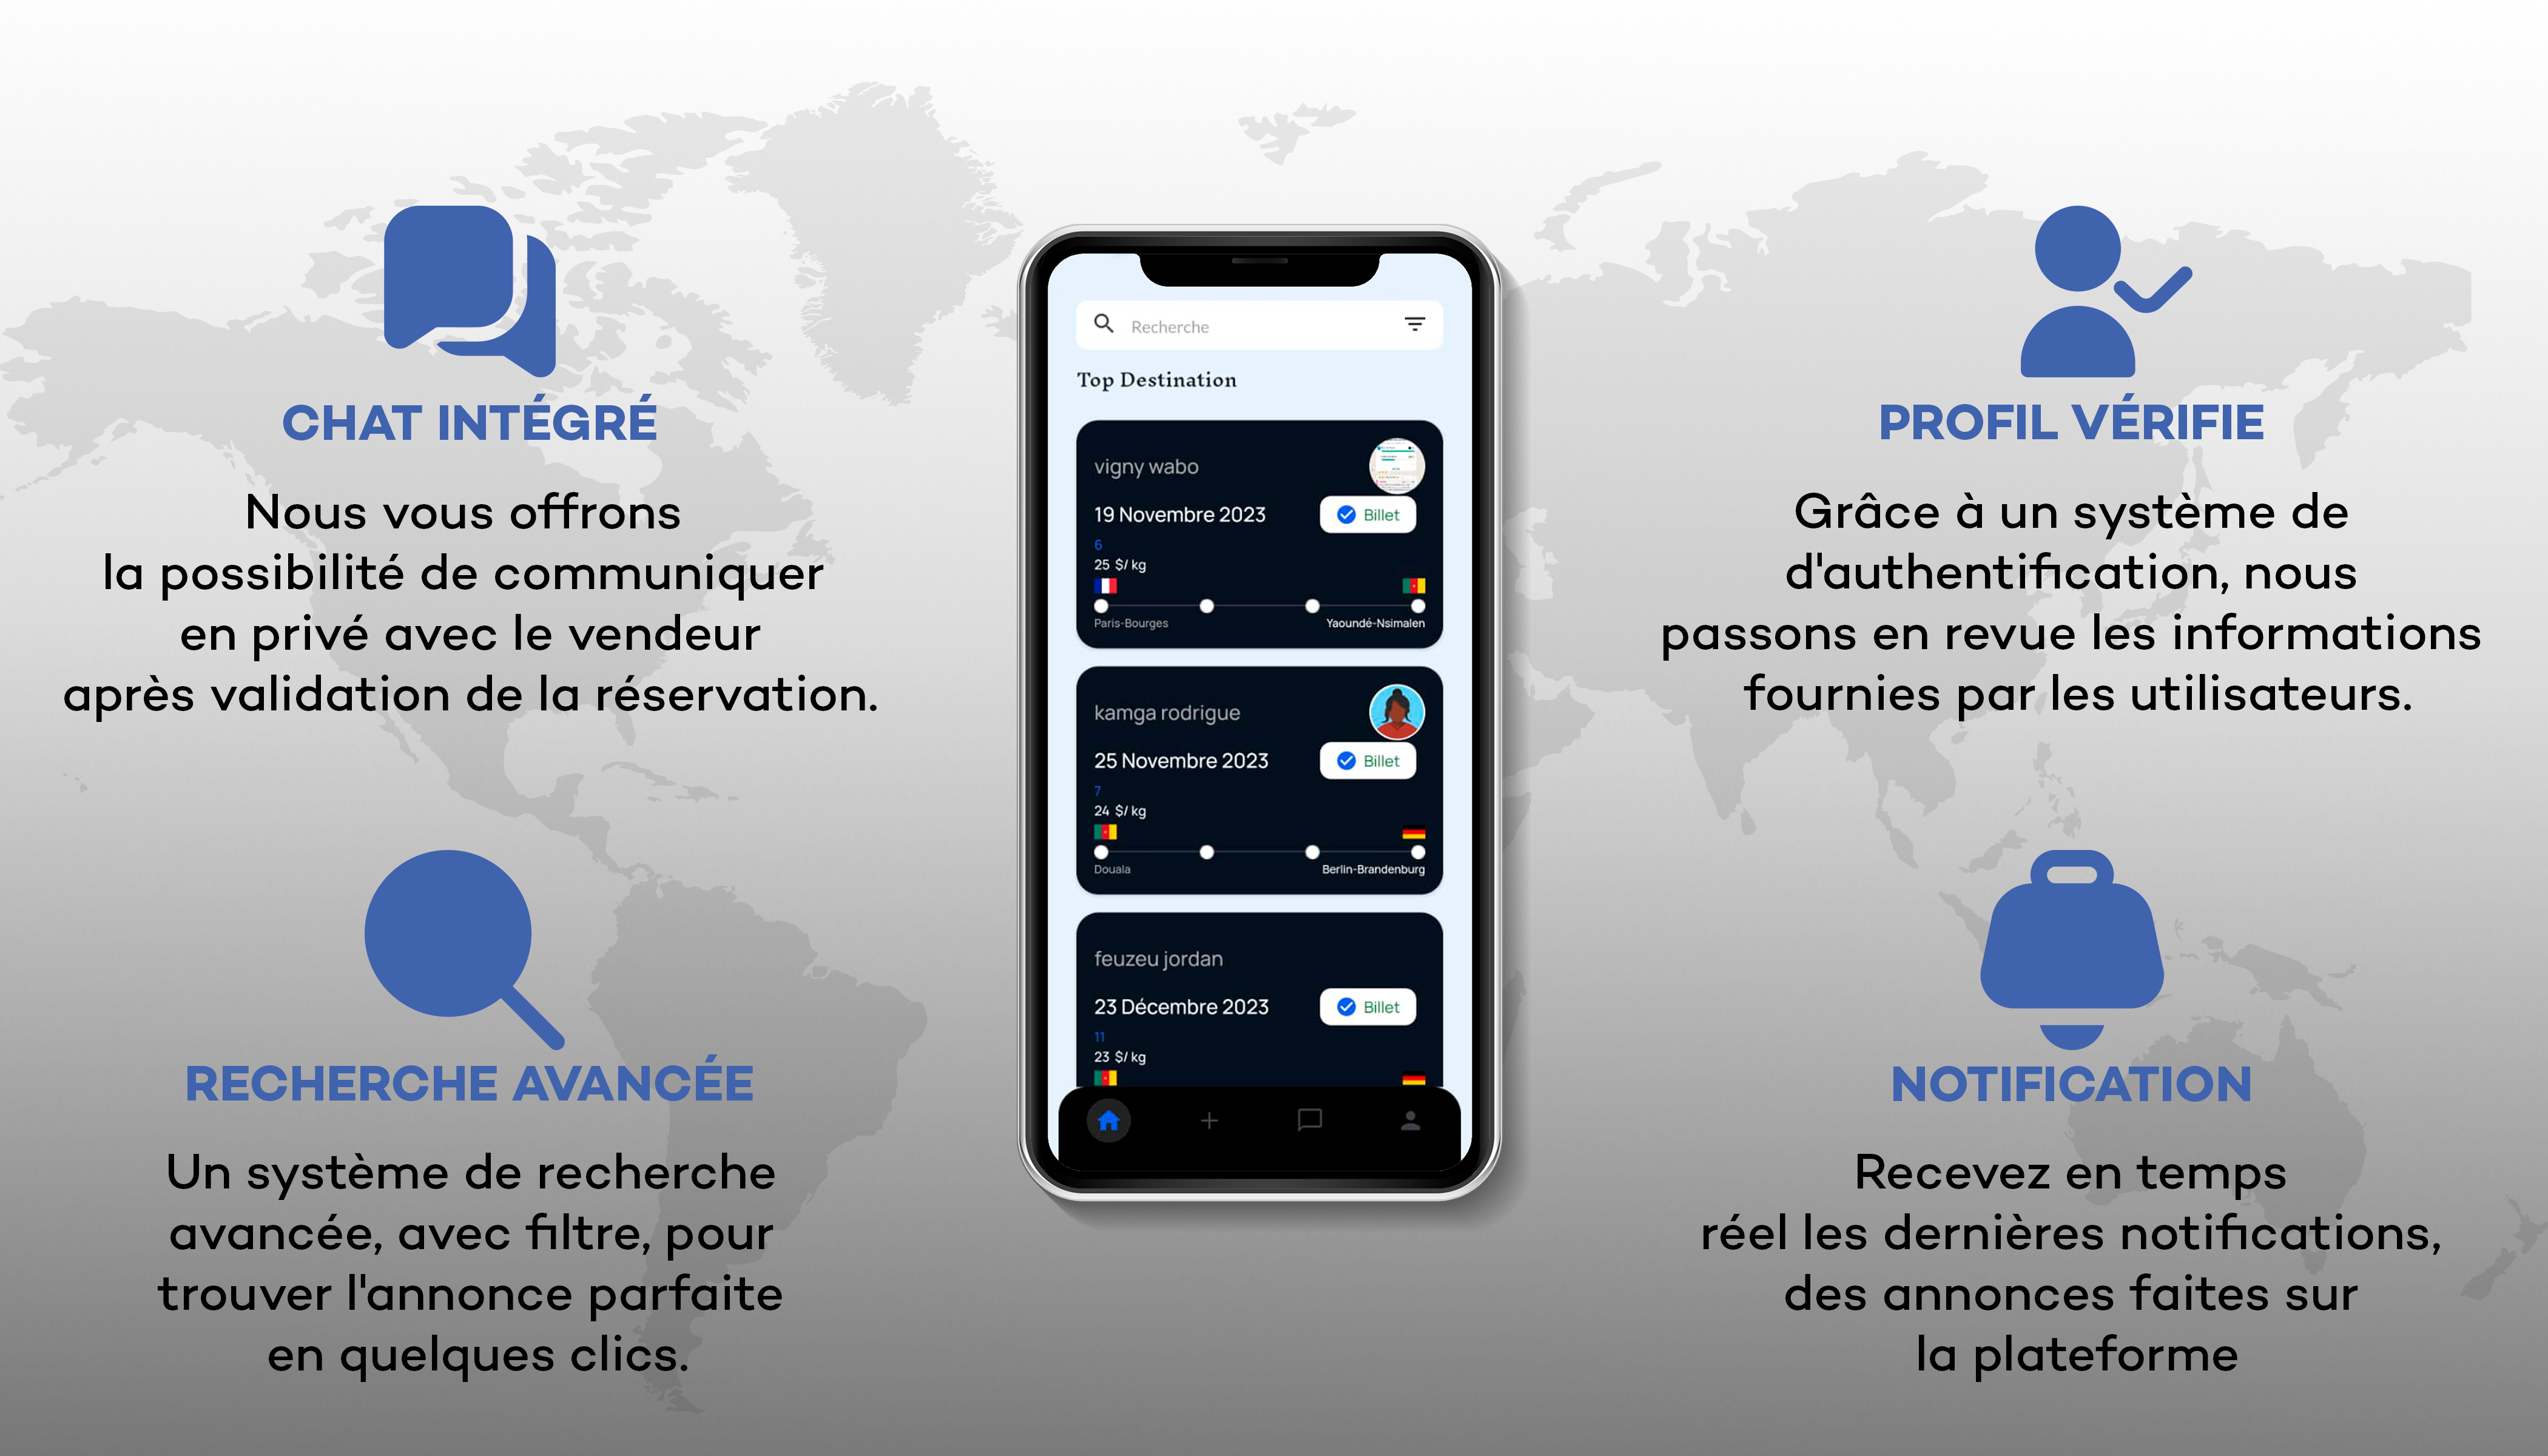 CHAT INTÉGRÉ
Nous vous offrons
la possibilité de communiquer
en privé avec le vendeur
après validation de la réservation.
RECHERCHE AVANCÉE
Un système de recherche
avancée, avec filtre, pour
trouver l'annonce parfaite
en quelques clics.
Recherche
Top Destination
vigny wabo
19 Novembre 2023
Billet
6
25 $/ kg
Paris-Bourges
Yaoundé-Nsimalen
kamga rodrigue
25 Novembre 2023
Billet
7
24 $/ kg
Douala
Berlin-Brandenburg
feuzeu jordan
23 Décembre 2023
Billet
11
23 $/ kg
PROFIL VÉRIFIE
Grâce à un système de
d'authentification, nous
passons en revue les informations
fournies par les utilisateurs.
NOTIFICATION
Recevez en temps
réel les dernières notifications,
des annonces faites sur
la plateforme